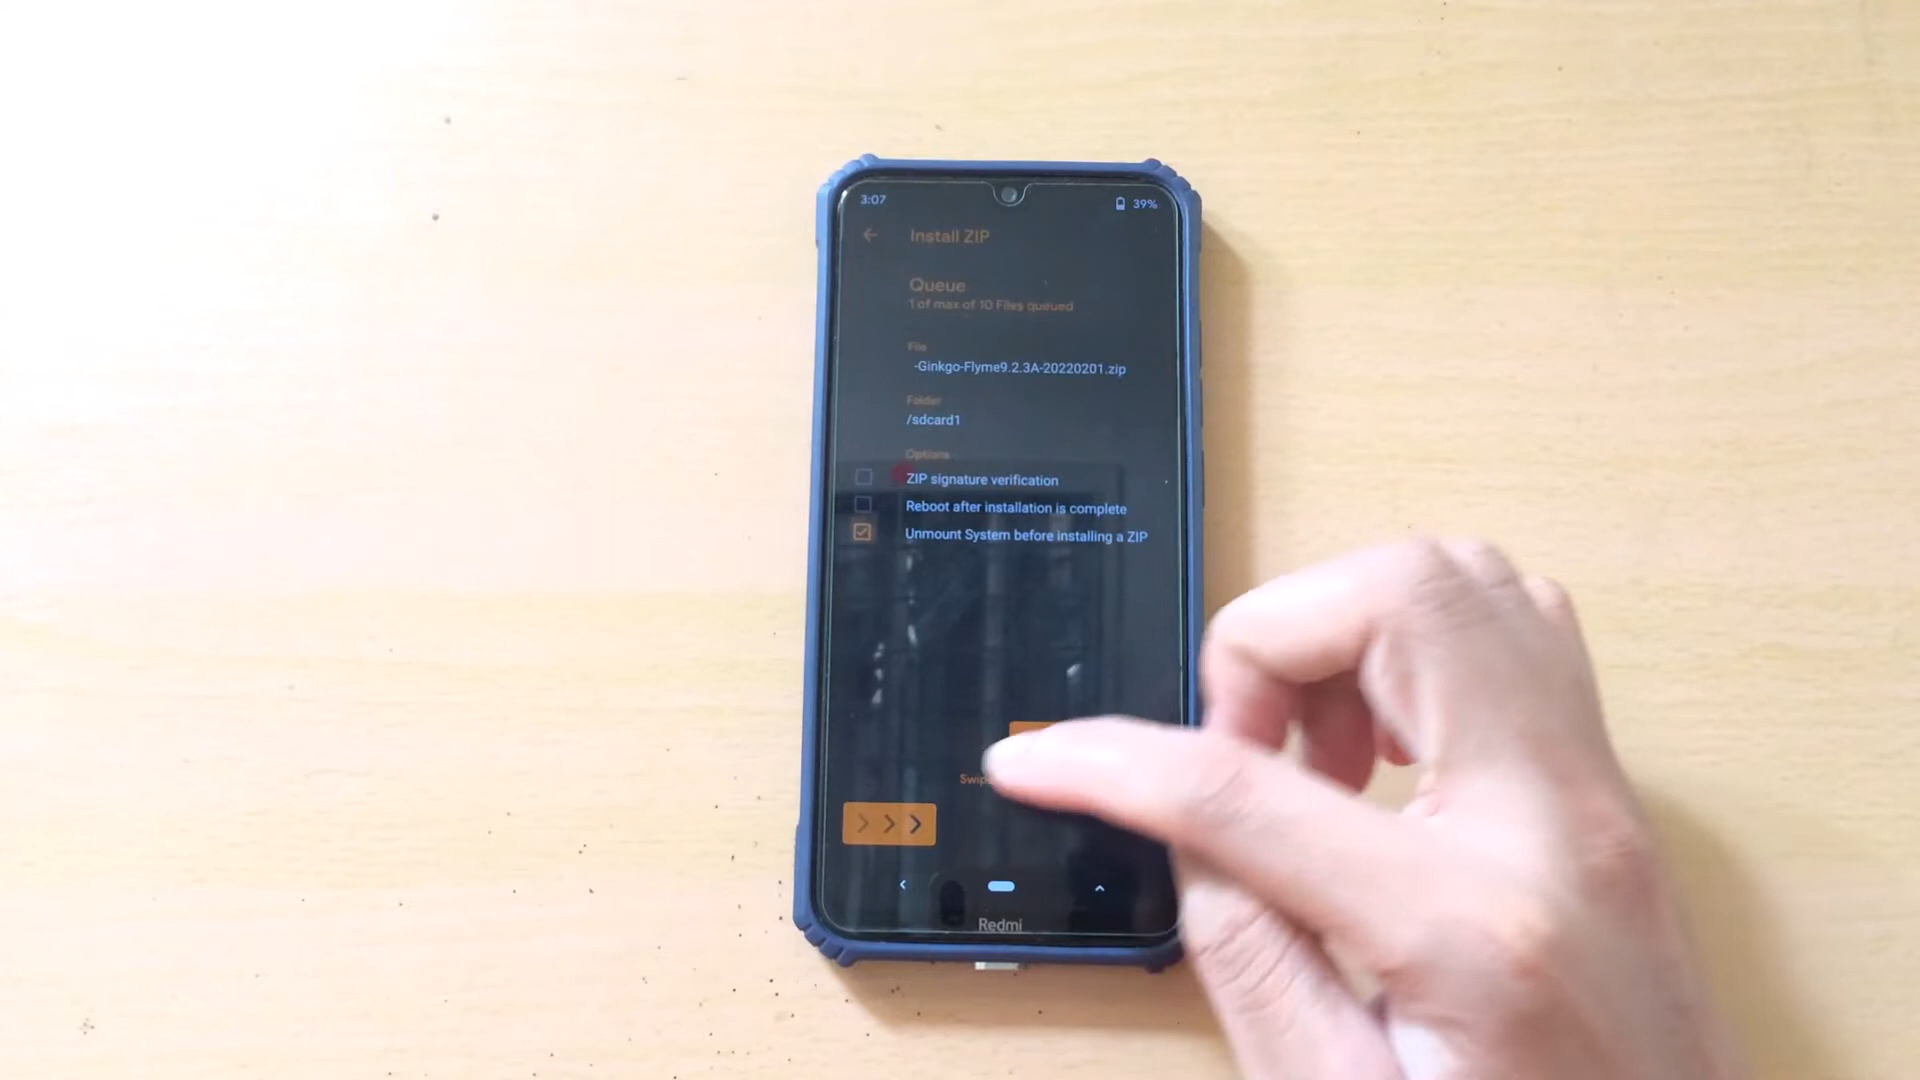 3:07
39%
Install ZIP
Queue
1 of max of 10 Files queued
File
-Ginkgo-Flyme9.2.3A-20220201.zip
Folder
/sdcard1
Options
ZIP signature verification
Reboot after installation is complete
Unmount System before installing a ZIP
Redmi